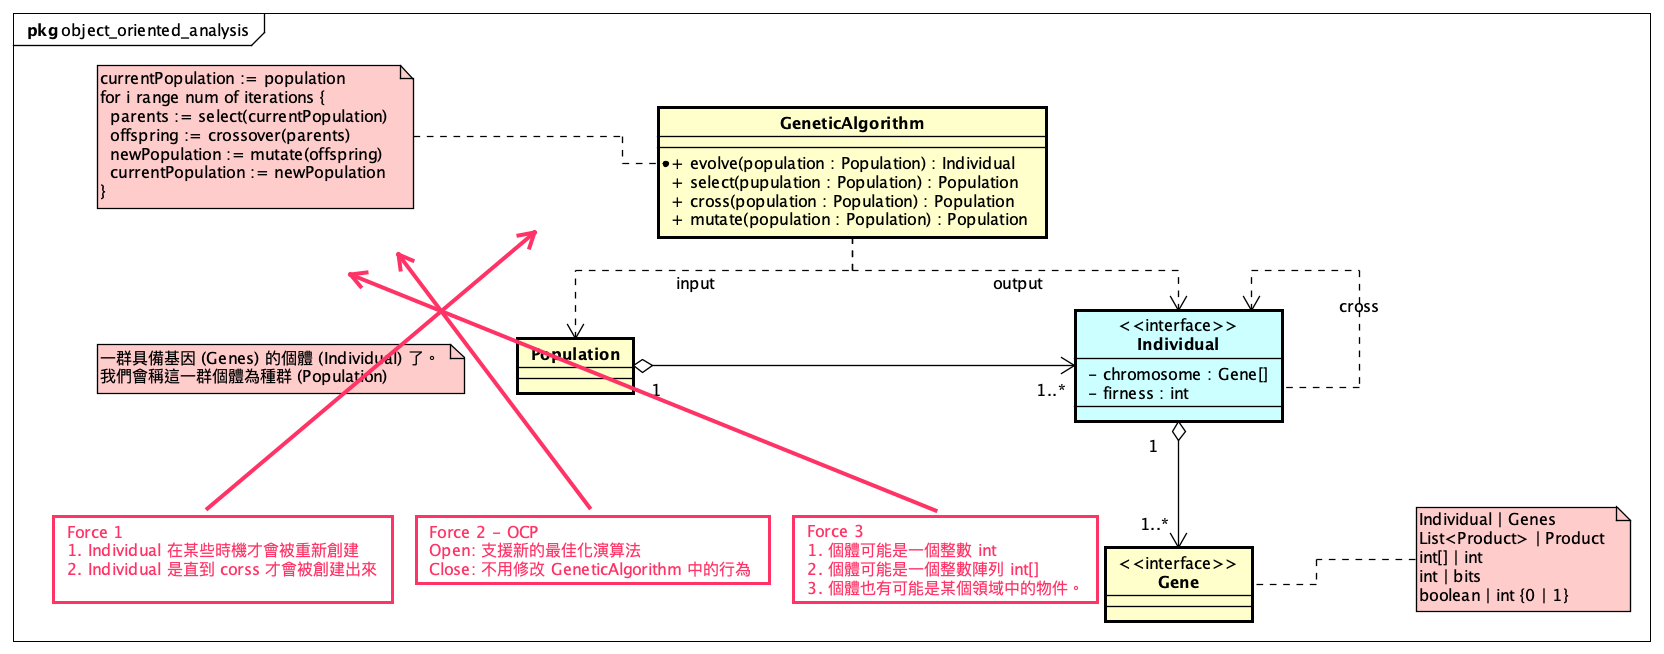 pkg object_oriented_analysis
currentPopulation := population
for i range num of iterations {
parents := select(currentPopulation)
offspring := crossover(parents)
newPopulation := mutate(offspring)
currentPopulation := newPopulation
}
GeneticAlgorithm
+ evolve(population : Population) : Individual
+ select(pupulation : Population) : Population
+ cross(population : Population) : Population
+ mutate(population : Population) : Population
input
output
cross
<<interface>>
Individual
- chromosome : Gene[]
- firness : int
Population
1
1..*
一群具備基因 (Genes) 的個體 (Individual) 了。
我們會稱這一群個體為種群 (Population)
1
1..*
<<interface>>
Gene
Individual | Genes
List<Product> | Product
int[] | int
int | bits
boolean | int {0 | 1}
Force 1
1. Individual 在某些時機才會被重新創建
2. Individual 是直到 corss 才會被創建出來
Force 2 - OCP
Open: 支援新的最佳化演算法
Close: 不用修改 GeneticAlgorithm 中的行為
Force 3
1. 個體可能是一個整數 int
2. 個體可能是一個整數陣列 int[]
3. 個體也有可能是某個領域中的物件。